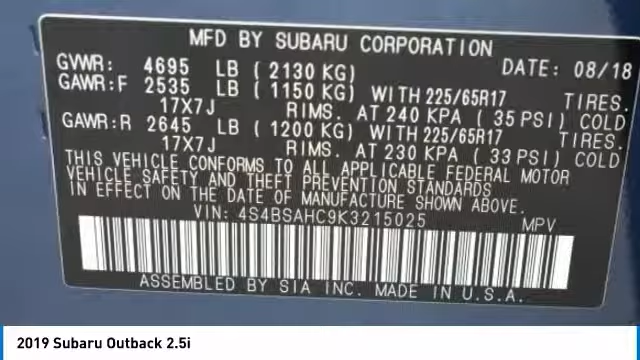 MFD BY SUBARU CORPORATION
GVWR: 4695 LB ( 2130 KG) DATE: 08/18
GAWR:F 2535 LB ( 1150 KG) WITH 225/65R17 TIRES.
17X7J RIMS. AT 240 KPA ( 35 PSI) COLD
GAWR:R 2645 LB ( 1200 KG) WITH 225/65R17 TIRES.
17X7J RIMS. AT 230 KPA ( 33 PSI) COLD
THIS VEHICLE CONFORMS TO ALL APPLICABLE FEDERAL MOTOR
VEHICLE SAFETY AND THEFT PREVENTION STANDARDS
IN EFFECT ON THE DATE OF MANUFACTURE SHOWN ABOVE.
VIN: 4S4BSAHC9K3215025 MPV
ASSEMBLED BY SIA INC. MADE IN U.S.A.
2019 Subaru Outback 2.5i